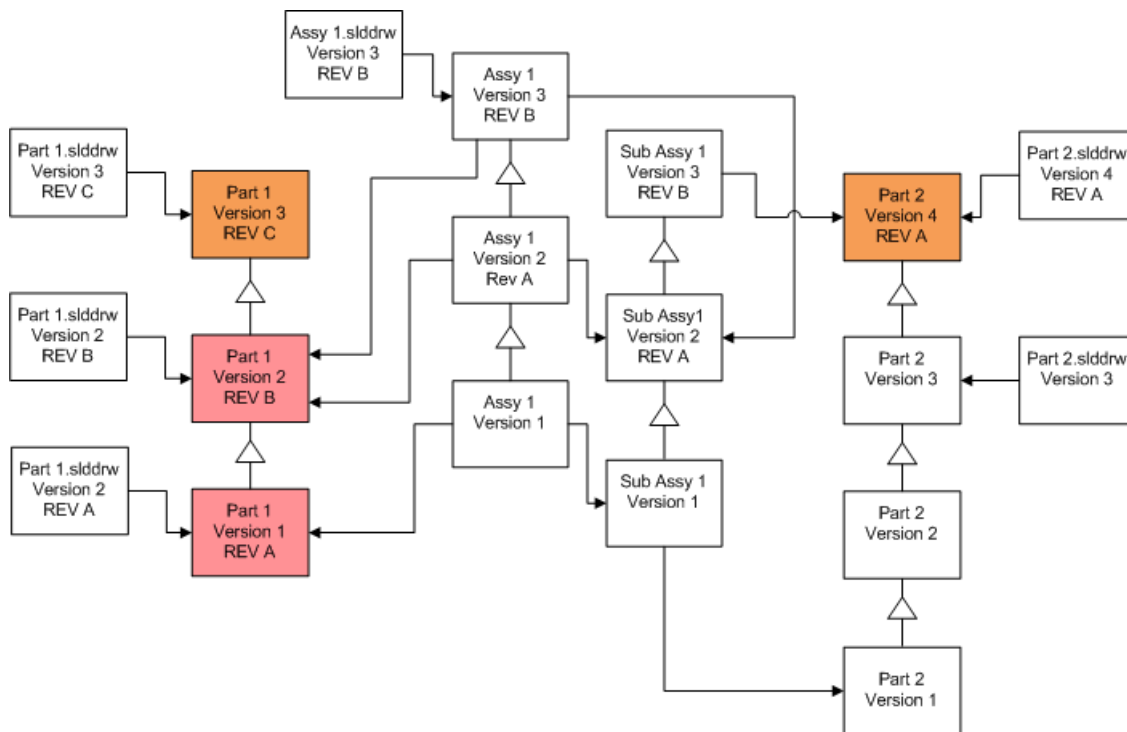 Assy 1.slddrw
Version 3
REV B
Assy 1
Version 3
REV B
Part 1.slddrw
Version 3
REV C
Part 1
Version 3
REV C
Sub Assy 1
Version 3
REV B
Part 2
Version 4
REV A
Part 2.slddrw
Version 4
REV A
Assy 1
Version 2
Rev A
Part 1.slddrw
Version 2
REV B
Part 1
Version 2
REV B
Sub Assy1
Version 2
REV A
Part 2
Version 3
Part 2.slddrw
Version 3
Assy 1
Version 1
Part 1.slddrw
Version 2
REV A
Part 1
Version 1
REV A
Sub Assy 1
Version 1
Part 2
Version 2
Part 2
Version 1